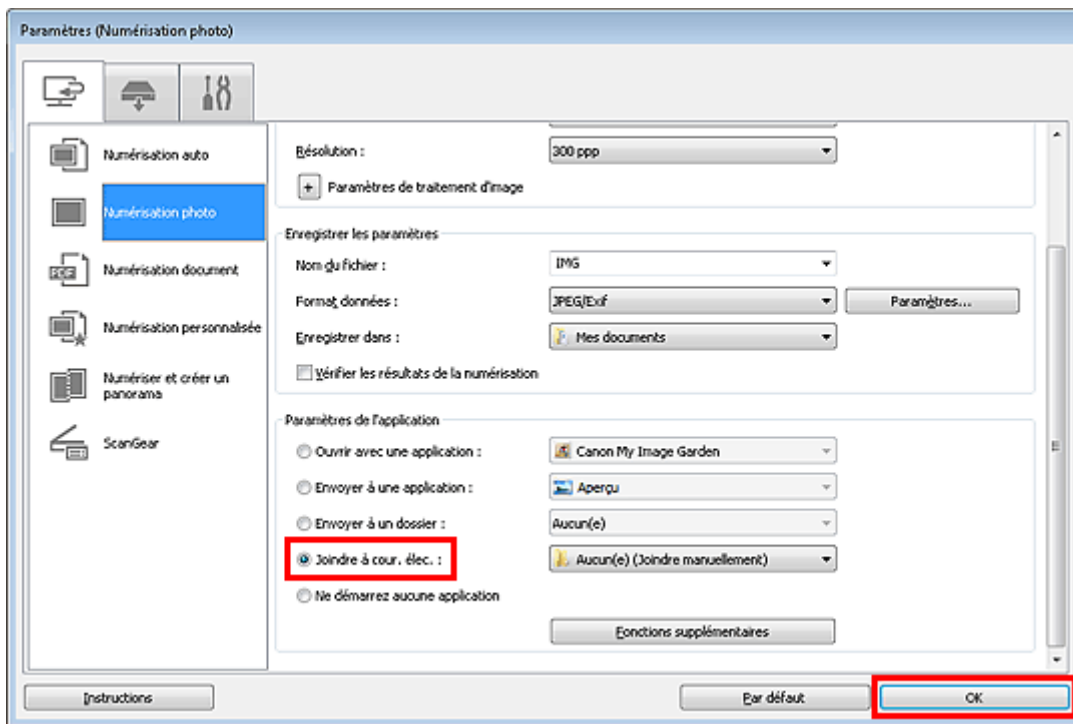 Paramètres (Numérisation photo)
Numérisation auto
Numérisation photo
PDF
Numérisation document
Numérisation personnalisée
Numériser et créer un
panorama
ScanGear
Résolution :
300 ppp
+ Paramètres de traitement d'image
Enregistrer les paramètres
Nom du fichier :
IMG
Format données :
JPEG/Exif
Paramètres...
Enregistrer dans :
Mes documents
Vérifier les résultats de la numérisation
Paramètres de l'application
Ouvrir avec une application :
Canon My Image Garden
Envoyer à une application :
Aperçu
Envoyer à un dossier :
Aucun(e)
Joindre à cour. élec. :
Aucun(e) (Joindre manuellement)
Ne démarrez aucune application
Fonctions supplémentaires
Instructions
Par défaut
OK